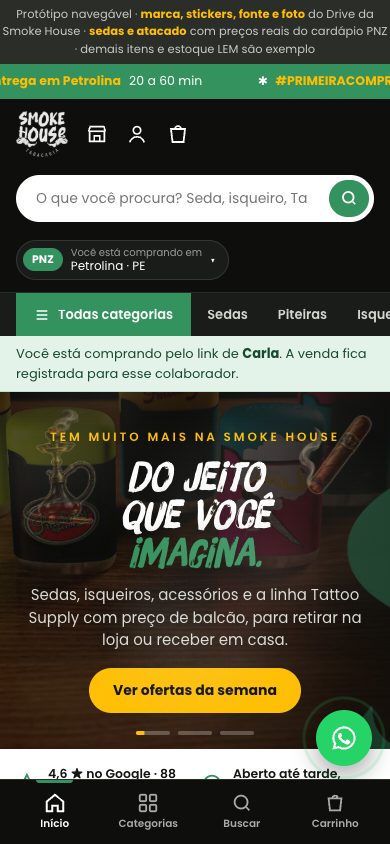 Protótipo navegável · marca, stickers, fonte e foto do Drive da
Smoke House · sedas e atacado com preços reais do cardápio PNZ
· demais itens e estoque LEM são exemplo
ntrega em Petrolina 20 a 60 min ✱ #PRIMEIRACOMPR
SMOKE
HOUSE
TABACARIA
O que você procura? Seda, isqueiro, Ta
PNZ
Você está comprando em
Petrolina · PE
Todas categorias Sedas Piteiras Isque
Você está comprando pelo link de Carla. A venda fica
registrada para esse colaborador.
TEM MUITO MAIS NA SMOKE HOUSE
DO JEITO
QUE VOCÊ
IMAGINA.
Sedas, isqueiros, acessórios e a linha Tattoo
Supply com preço de balcão, para retirar na
loja ou receber em casa.
Ver ofertas da semana
4,6 ★ no Google · 88
Aberto até tarde,
Início Categorias Buscar Carrinho